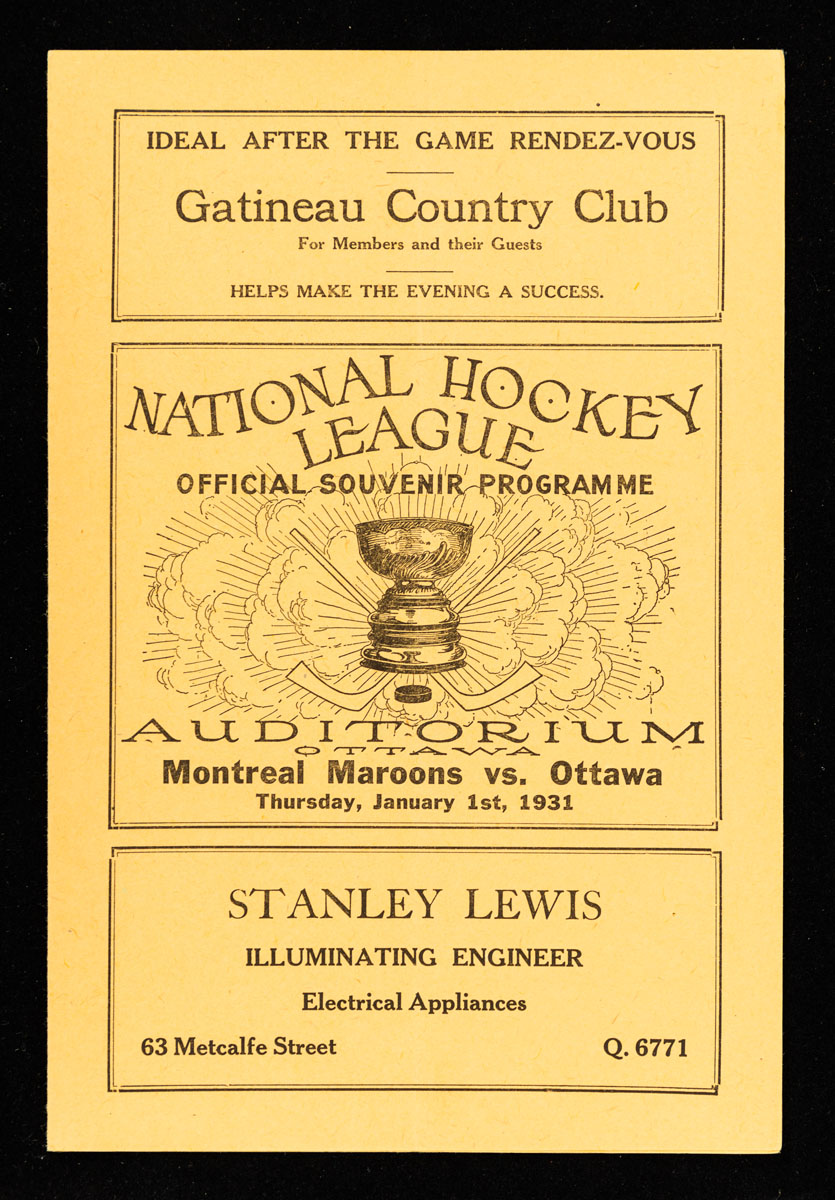 IDEAL AFTER THE GAME RENDEZ-VOUS
Gatineau Country Club
For Members and their Guests
HELPS MAKE THE EVENING A SUCCESS.
NATIONAL HOCKEY
LEAGUE
OFFICIAL SOUVENIR PROGRAMME
AUDITORIUM
OTTAWA
Montreal Maroons vs. Ottawa
Thursday, January 1st, 1931
STANLEY LEWIS
ILLUMINATING ENGINEER
Electrical Appliances
63 Metcalfe Street Q. 6771